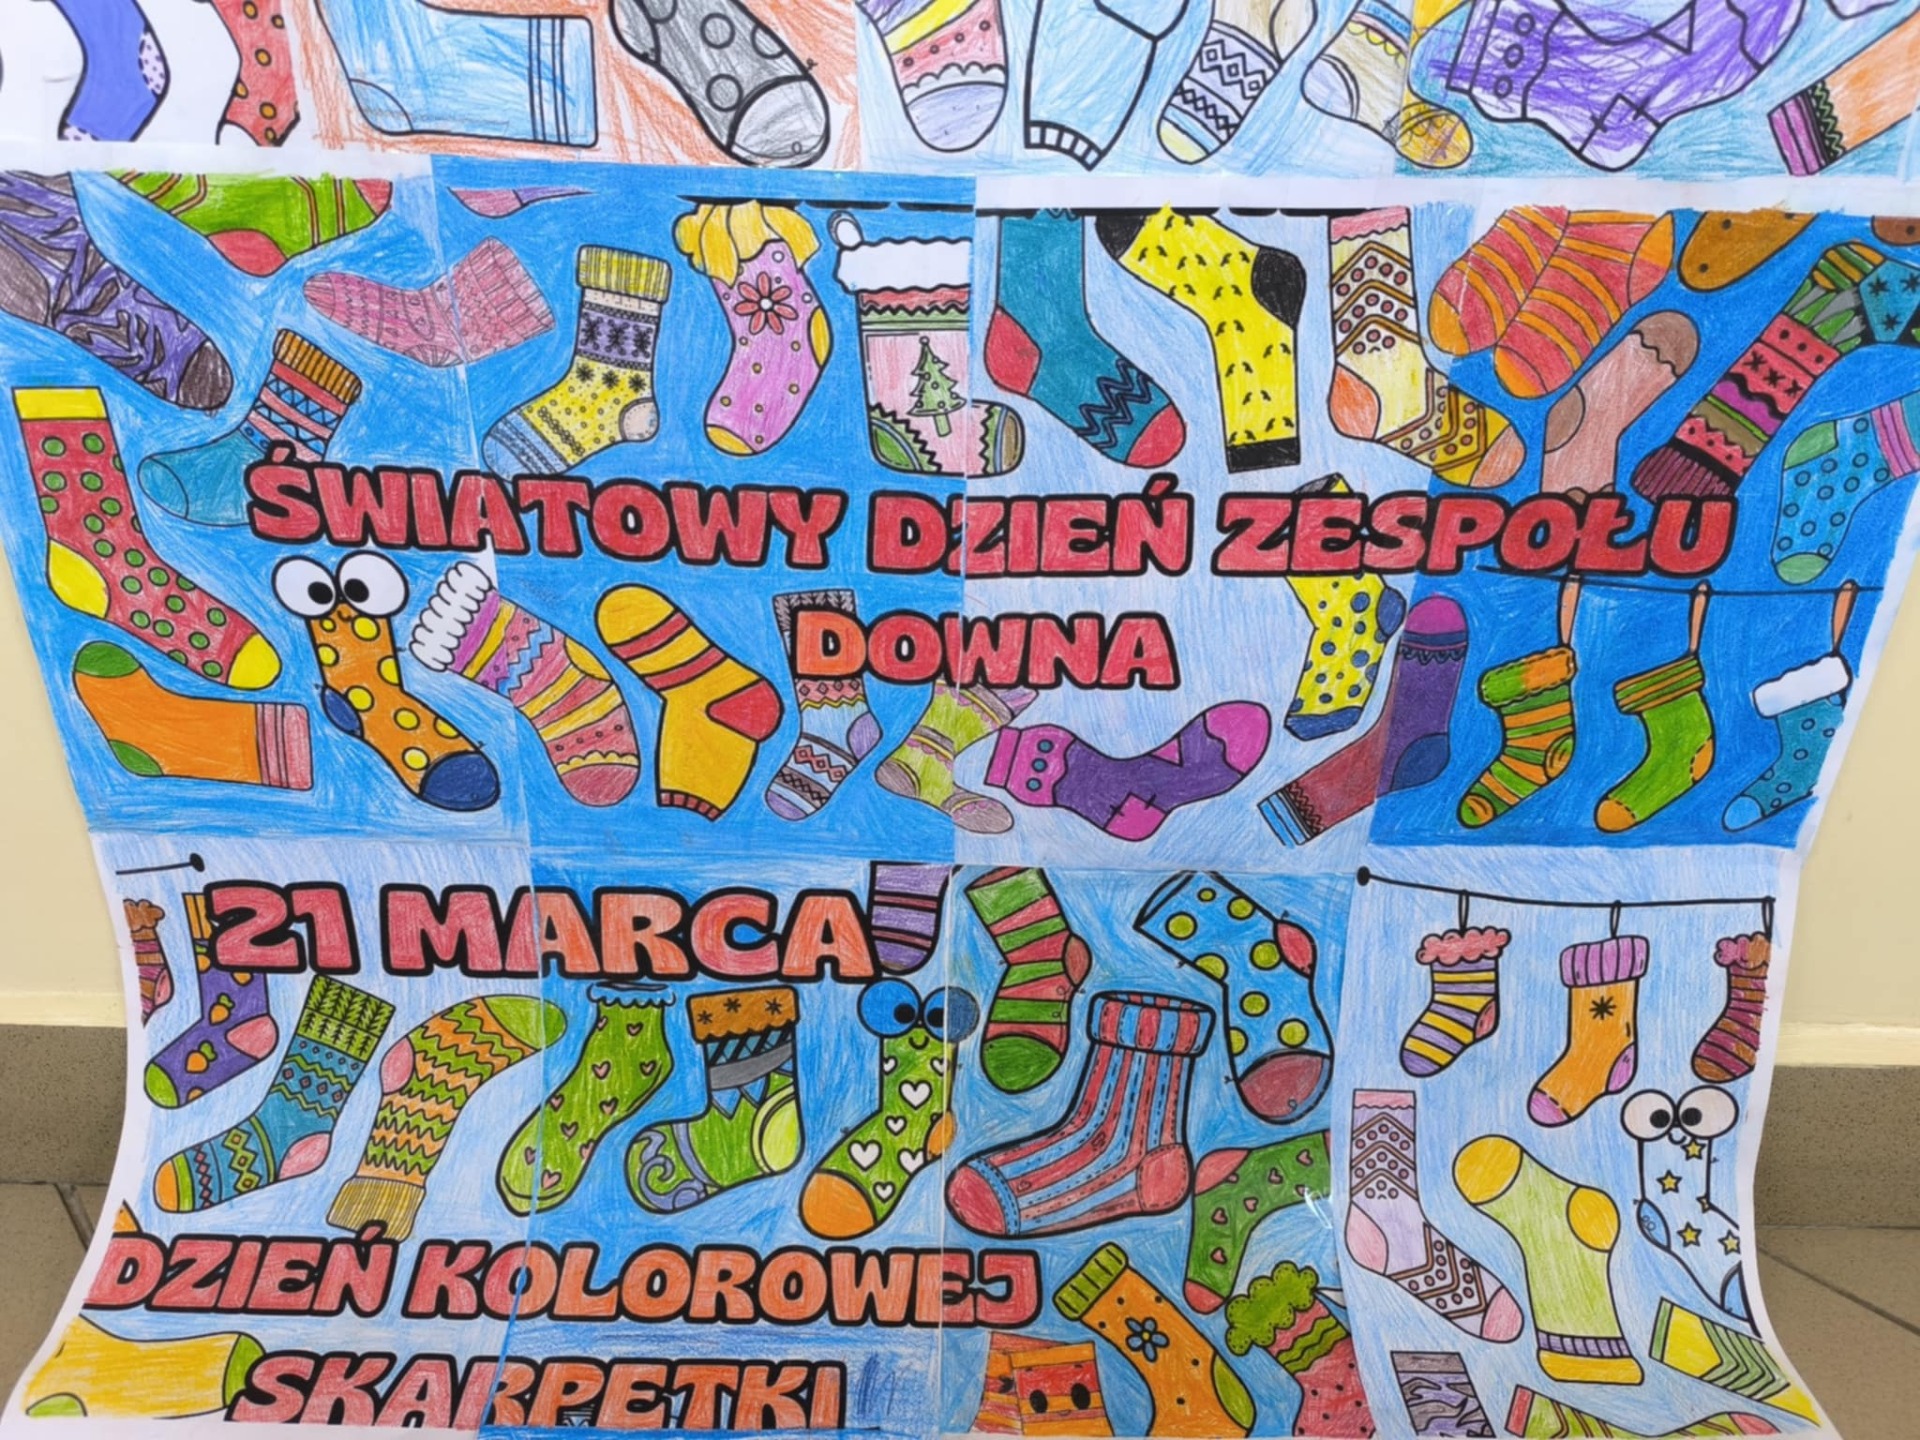 ŚWIATOWY DZIEŃ ZESPOŁU
DOWNA
21 MARCA
DZIEŃ KOLOROWEJ
SKARPETKI